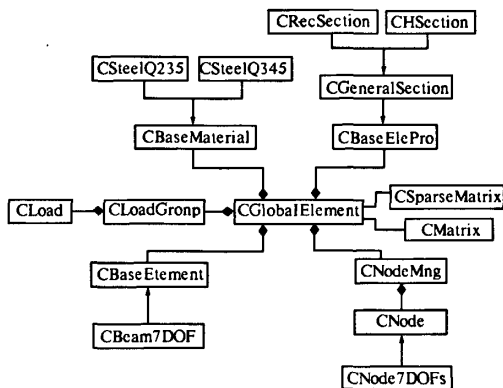 CRecSection
CHSection
CSteelQ235
CSteelQ345
CGeneralSection
CBaseMaterial
CBaseElePro
CLoad
CLoadGronp
CGlobalElement
CSparseMatrix
CMatrix
CBaseEtement
CNodeMng
CBeam7DOF
CNode
CNode7DOFs